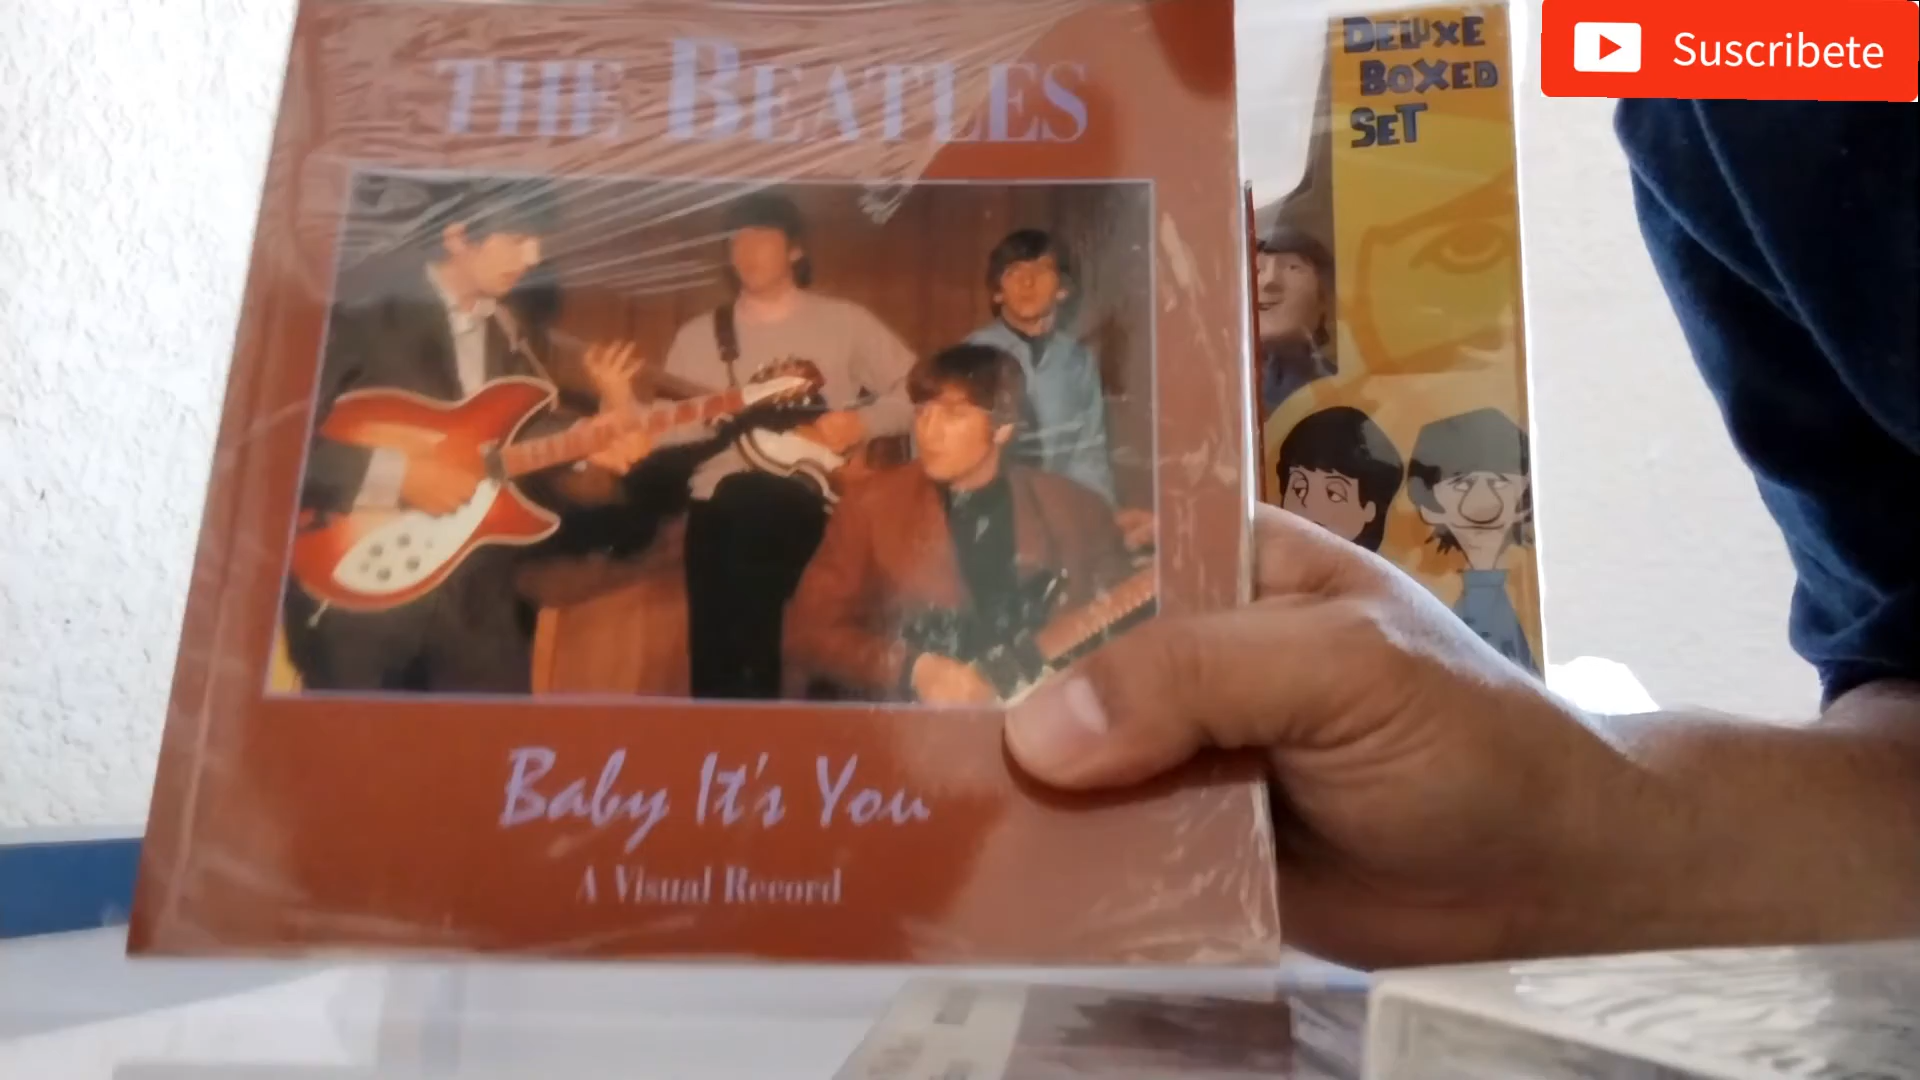 THE BEATLES
Baby It's You
A Visual Record
DELUXE
BOXED
SET
Suscribete